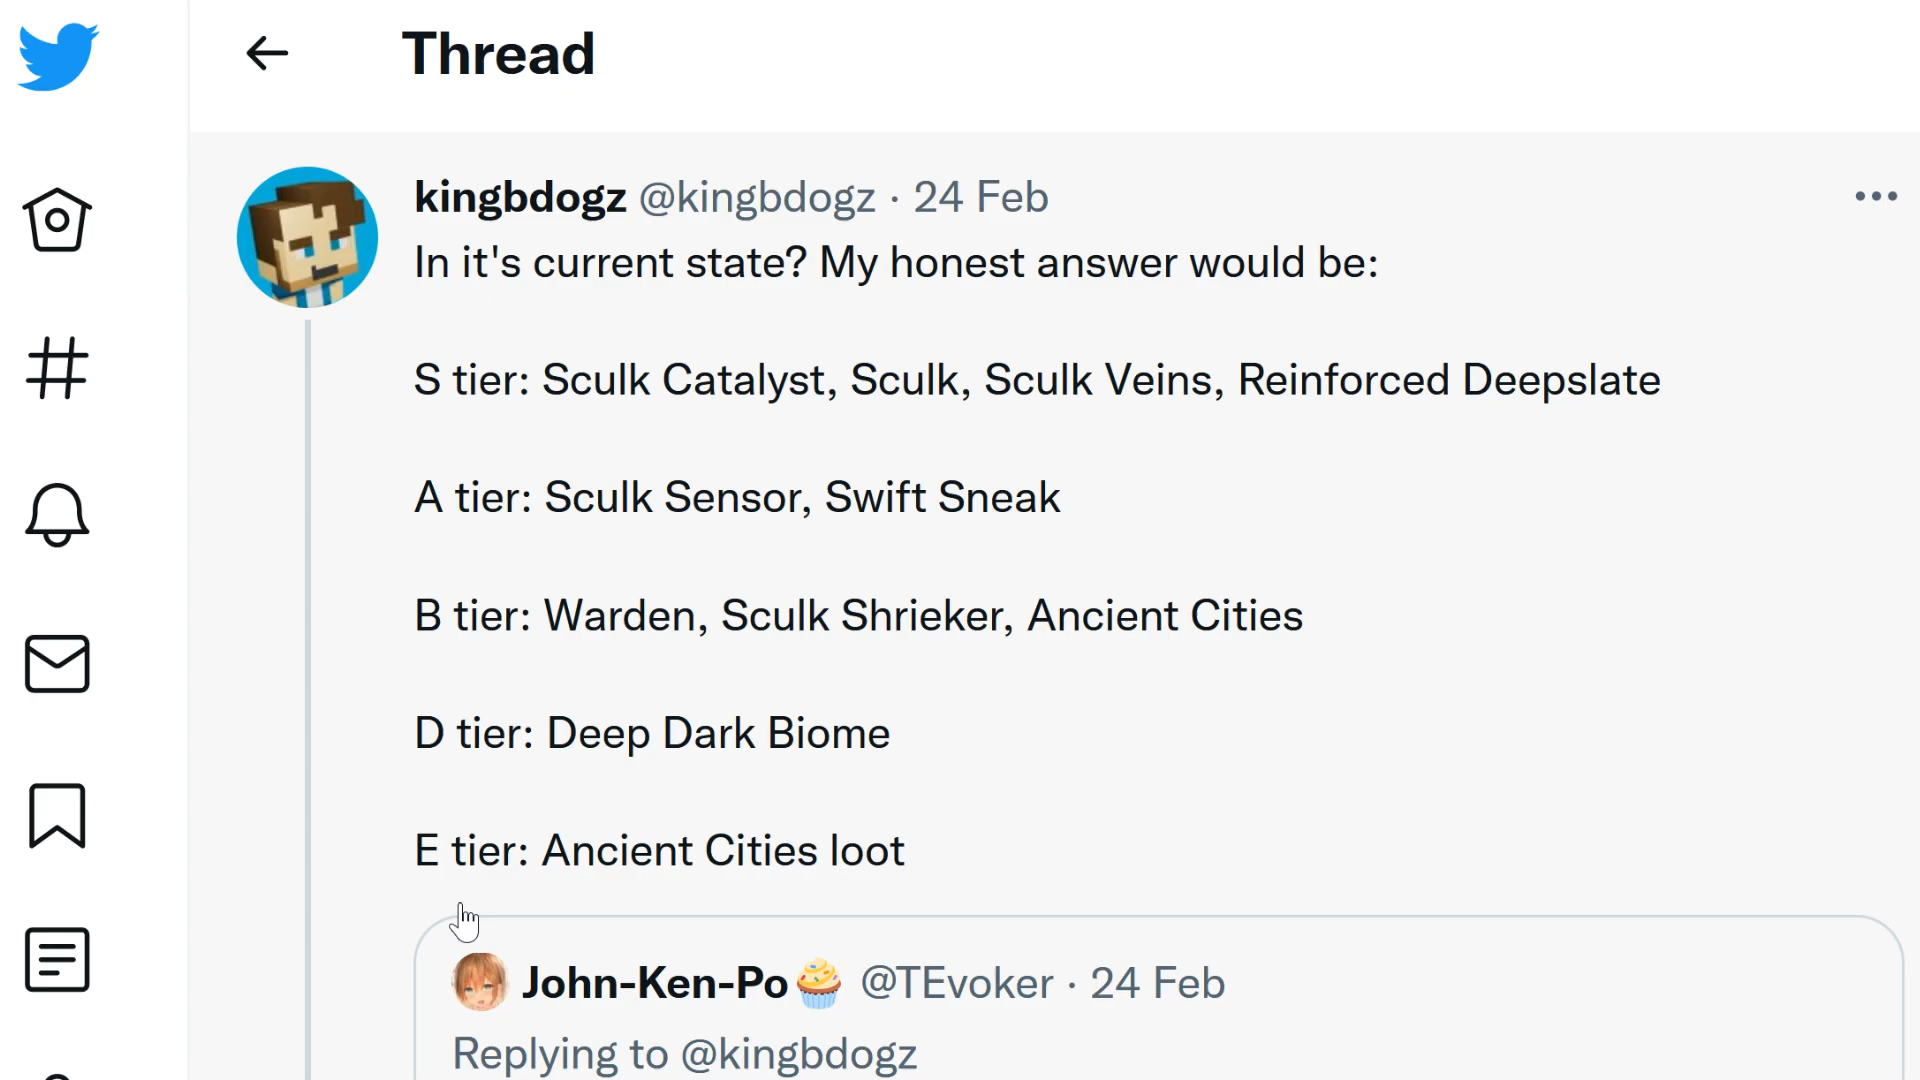 Thread
kingbdogz @kingbdogz · 24 Feb
In it's current state? My honest answer would be:
S tier: Sculk Catalyst, Sculk, Sculk Veins, Reinforced Deepslate
A tier: Sculk Sensor, Swift Sneak
B tier: Warden, Sculk Shrieker, Ancient Cities
D tier: Deep Dark Biome
E tier: Ancient Cities loot
John-Ken-Po🧁 @TEvoker · 24 Feb
Replying to @kingbdogz